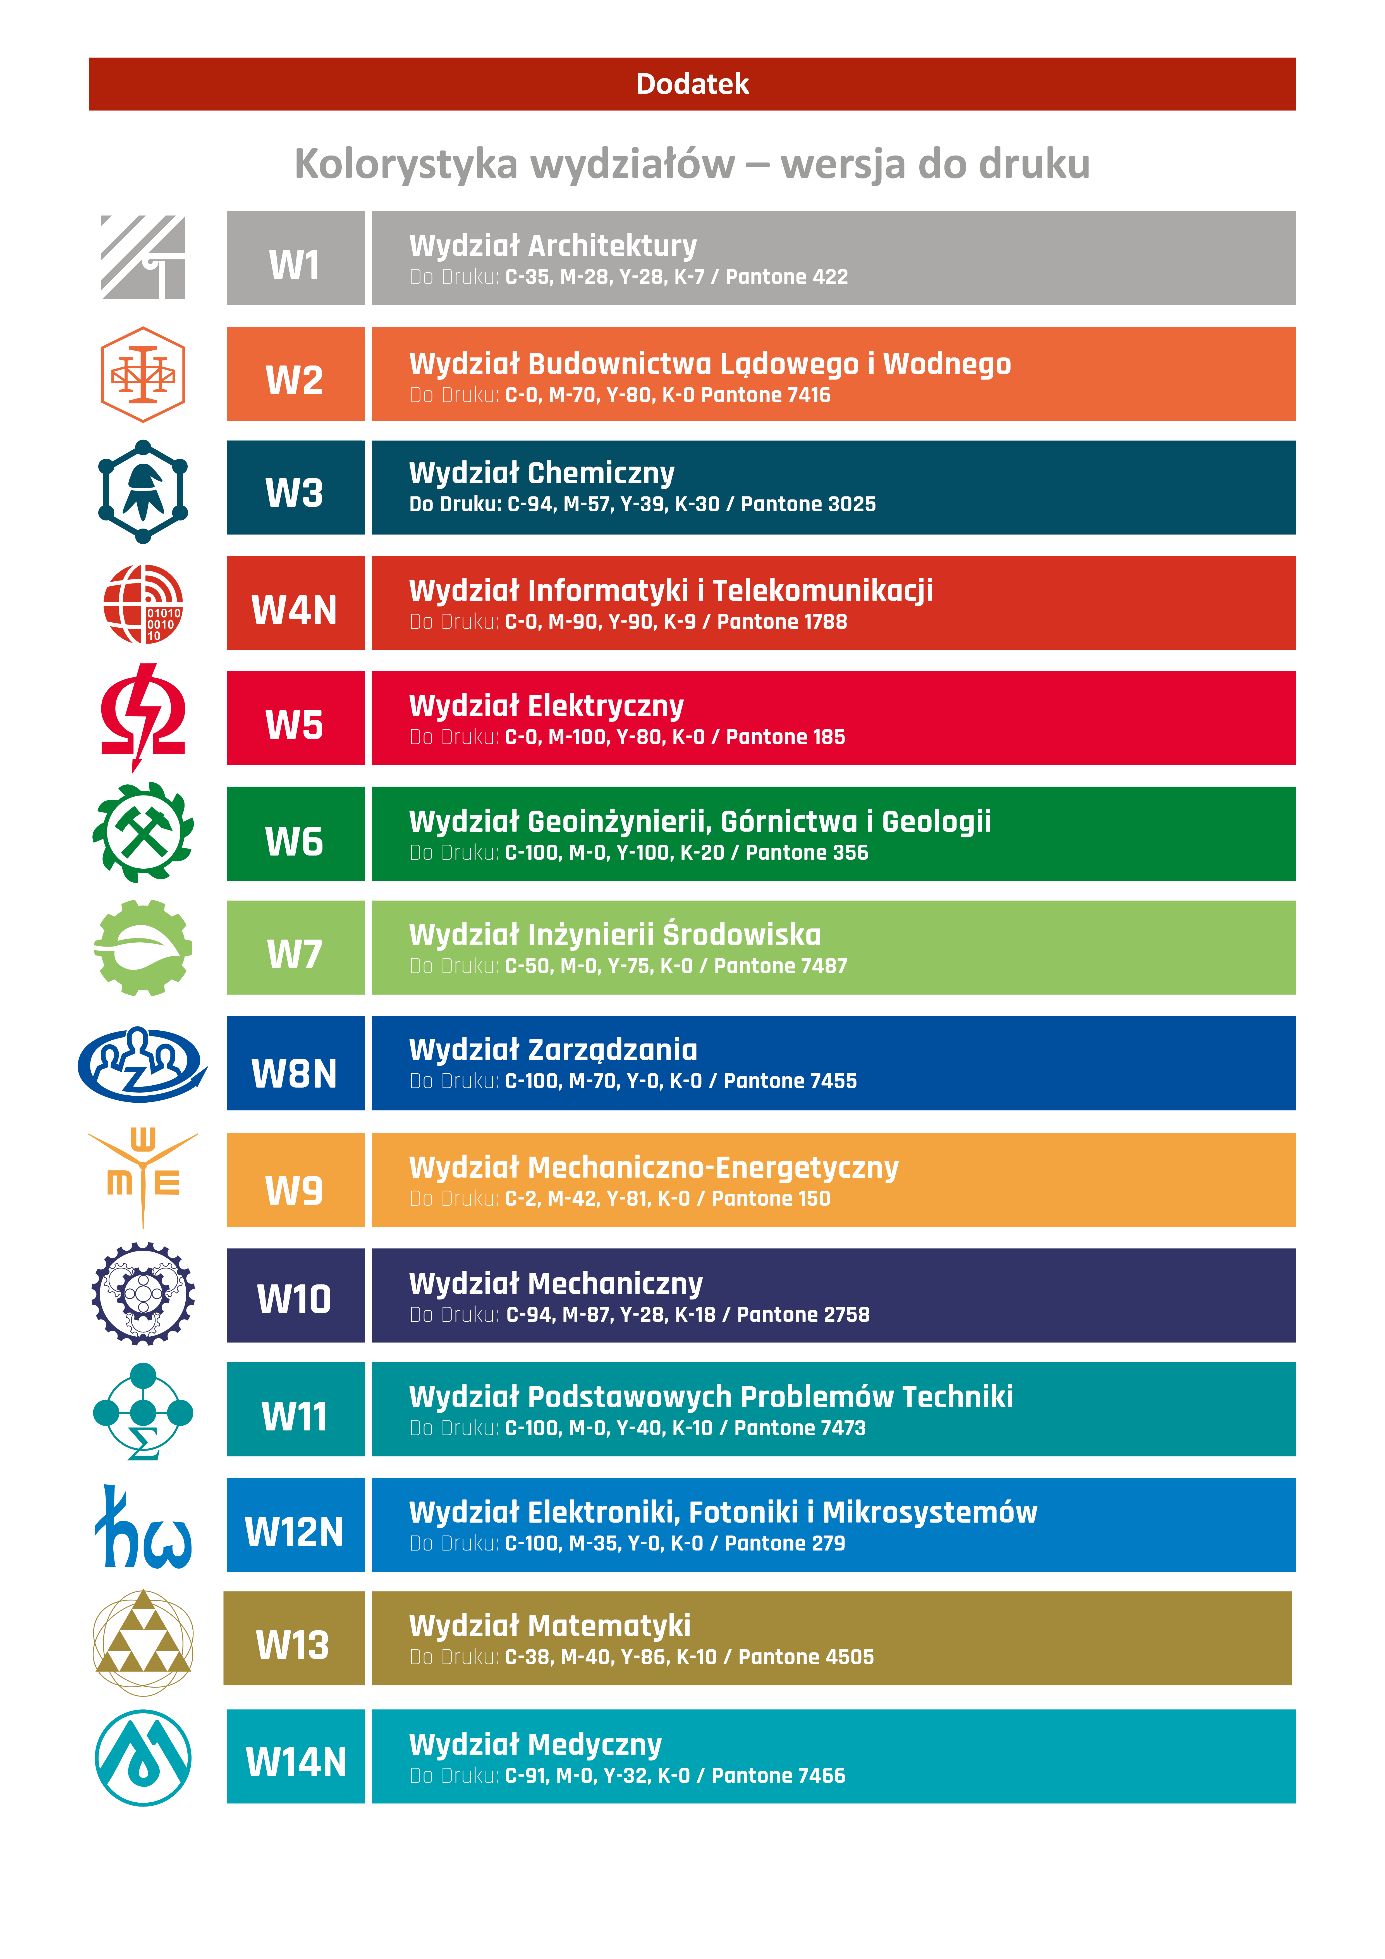 Dodatek
Kolorystyka wydziałów – wersja do druku
W1
Wydział Architektury
Do Druku: C-35, M-28, Y-28, K-7 / Pantone 422
W2
Wydział Budownictwa Lądowego i Wodnego
Do Druku: C-0, M-70, Y-80, K-0 Pantone 7416
W3
Wydział Chemiczny
Do Druku: C-94, M-57, Y-39, K-30 / Pantone 3025
01010
0010
10
W4N
Wydział Informatyki i Telekomunikacji
Do Druku: C-0, M-90, Y-90, K-9 / Pantone 1788
Ω
W5
Wydział Elektryczny
Do Druku: C-0, M-100, Y-80, K-0 / Pantone 185
W6
Wydział Geoinżynierii, Górnictwa i Geologii
Do Druku: C-100, M-0, Y-100, K-20 / Pantone 356
W7
Wydział Inżynierii Środowiska
Do Druku: C-50, M-0, Y-75, K-0 / Pantone 7487
Z
W8N
Wydział Zarządzania
Do Druku: C-100, M-70, Y-0, K-0 / Pantone 7455
W
M E
W9
Wydział Mechaniczno-Energetyczny
Do Druku: C-2, M-42, Y-81, K-0 / Pantone 150
W10
Wydział Mechaniczny
Do Druku: C-94, M-87, Y-28, K-18 / Pantone 2758
Σ
W11
Wydział Podstawowych Problemów Techniki
Do Druku: C-100, M-0, Y-40, K-10 / Pantone 7473
ħω
W12N
Wydział Elektroniki, Fotoniki i Mikrosystemów
Do Druku: C-100, M-35, Y-0, K-0 / Pantone 279
W13
Wydział Matematyki
Do Druku: C-38, M-40, Y-86, K-10 / Pantone 4505
W14N
Wydział Medyczny
Do Druku: C-91, M-0, Y-32, K-0 / Pantone 7466